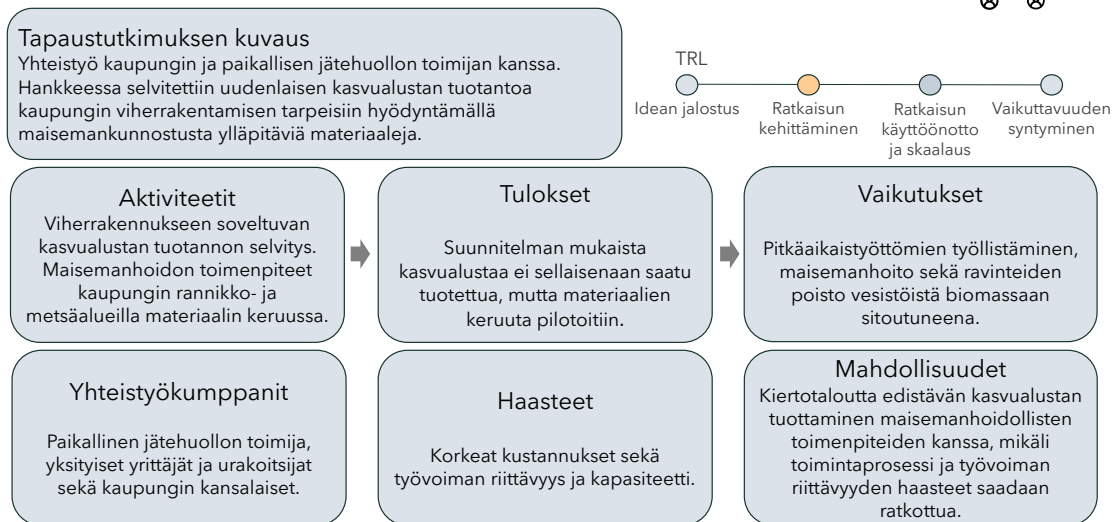 Tapaustutkimuksen kuvaus
Yhteistyö kaupungin ja paikallisen jätehuollon toimijan kanssa.
Hankkeessa selvitettiin uudenlaisen kasvualustan tuotantoa
kaupungin viherrakentamisen tarpeisiin hyödyntämällä
maisemankunnostusta ylläpitäviä materiaaleja.
TRL
Idean jalostus
Ratkaisun
kehittäminen
Ratkaisun
käyttöönotto
ja skaalaus
Vaikuttavuuden
syntyminen
Aktiviteetit
Viherrakennukseen soveltuvan
kasvualustan tuotannon selvitys.
Maisemanhoidon toimenpiteet
kaupungin rannikko- ja
metsäalueilla materiaalin keruussa.
Tulokset
Suunnitelman mukaista
kasvualustaa ei sellaisenaan saatu
tuotettua, mutta materiaalien
keruuta pilotoitiin.
Vaikutukset
Pitkäaikaistyöttömien työllistäminen,
maisemanhoito sekä ravinteiden
poisto vesistöistä biomassaan
sitoutuneena.
Yhteistyökumppanit
Paikallinen jätehuollon toimija,
yksityiset yrittäjät ja urakoitsijat
sekä kaupungin kansalaiset.
Haasteet
Korkeat kustannukset sekä
työvoiman riittävyys ja kapasiteetti.
Mahdollisuudet
Kiertotaloutta edistävän kasvualustan
tuottaminen maisemanhoidollisten
toimenpiteiden kanssa, mikäli
toimintaprosessi ja työvoiman
riittävyyden haasteet saadaan
ratkottua.